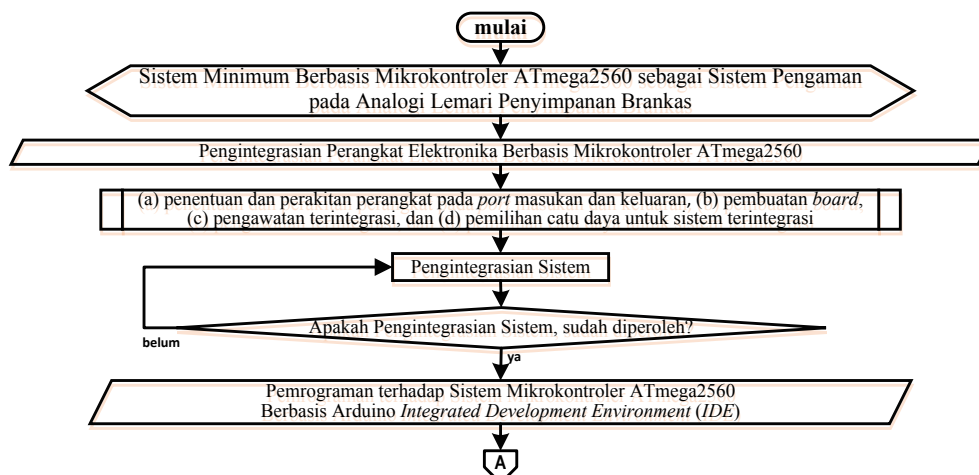 mulai
Sistem Minimum Berbasis Mikrokontroler ATmega2560 sebagai Sistem Pengaman
pada Analogi Lemari Penyimpanan Brankas
Pengintegrasian Perangkat Elektronika Berbasis Mikrokontroler ATmega2560
(a) penentuan dan perakitan perangkat pada port masukan dan keluaran, (b) pembuatan board,
(c) pengawatan terintegrasi, dan (d) pemilihan catu daya untuk sistem terintegrasi
Pengintegrasian Sistem
Apakah Pengintegrasian Sistem, sudah diperoleh?
belum
ya
Pemrograman terhadap Sistem Mikrokontroler ATmega2560
Berbasis Arduino Integrated Development Environment (IDE)
A